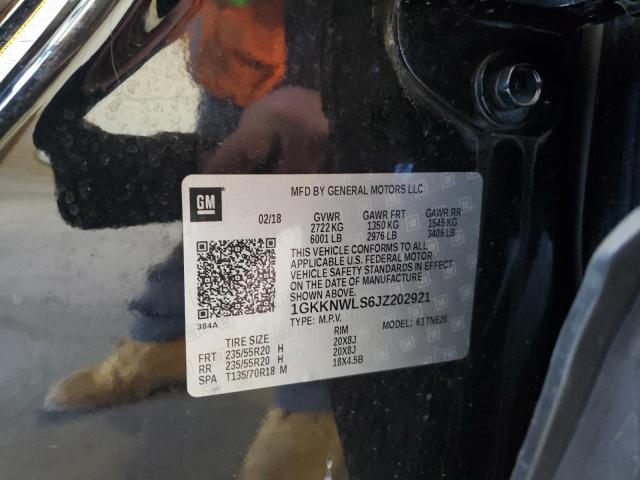 GM
MFD BY GENERAL MOTORS LLC
02/18 GVWR GAWR FRT GAWR RR
2722 KG 1350 KG 1545 KG
6001 LB 2976 LB 3406 LB
THIS VEHICLE CONFORMS TO ALL
APPLICABLE U.S. FEDERAL MOTOR
VEHICLE SAFETY STANDARDS IN
EFFECT ON THE DATE OF
MANUFACTURE SHOWN ABOVE.
1GKKNWLS6JZ202921
384A
TYPE: M.P.V. MODEL: 61TNE26
TIRE SIZE RIM
FRT 235/55R20 H 20X8J
RR 235/55R20 H 20X8J
SPA T135/70R18 M 18X4.5B